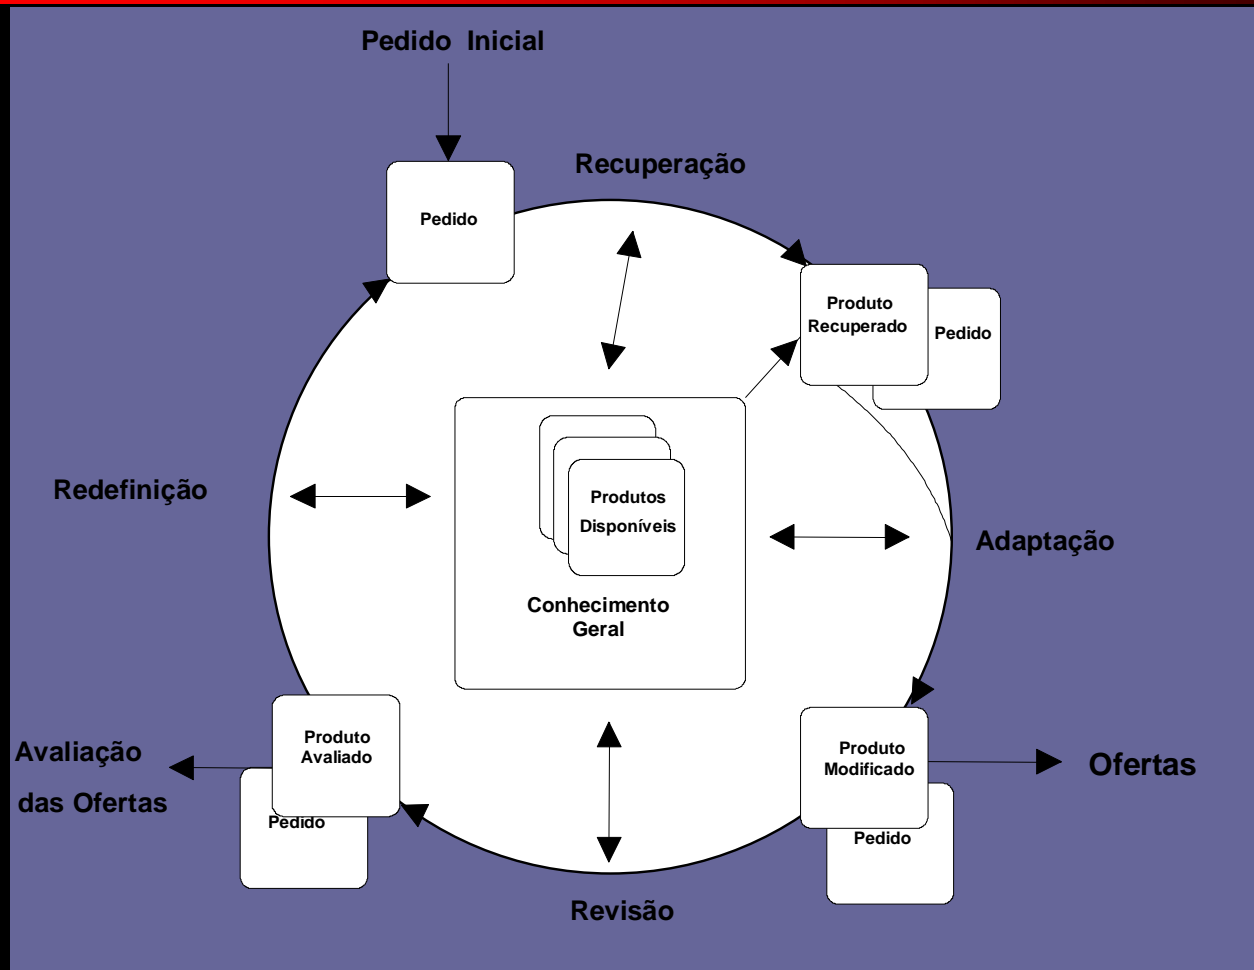 Pedido Inicial
Recuperação
Pedido
Produto
Recuperado
Pedido
Redefinição
Produtos
Disponíveis
Adaptação
Conhecimento
Geral
Avaliação
das Ofertas
Produto
Avaliado
Pedido
Produto
Modificado
Pedido
Ofertas
Revisão